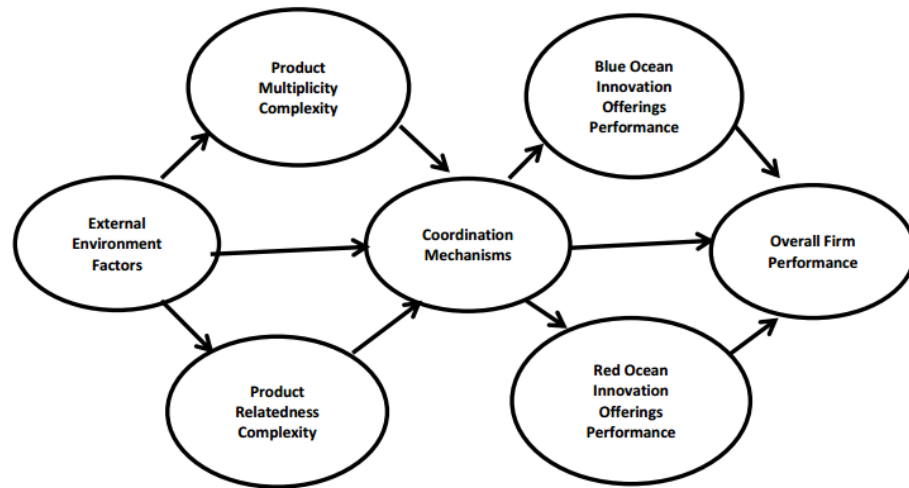 Product
Multiplicity
Complexity
Blue Ocean
Innovation
Offerings
Performance
External
Environment
Factors
Coordination
Mechanisms
Overall Firm
Performance
Product
Relatedness
Complexity
Red Ocean
Innovation
Offerings
Performance